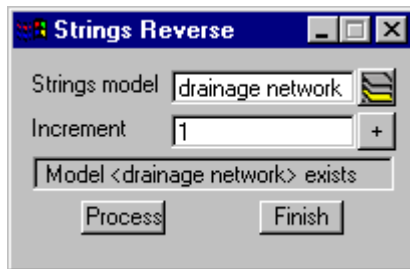 Strings Reverse
Strings model drainage network
Increment 1 +
Model <drainage network> exists
Process Finish